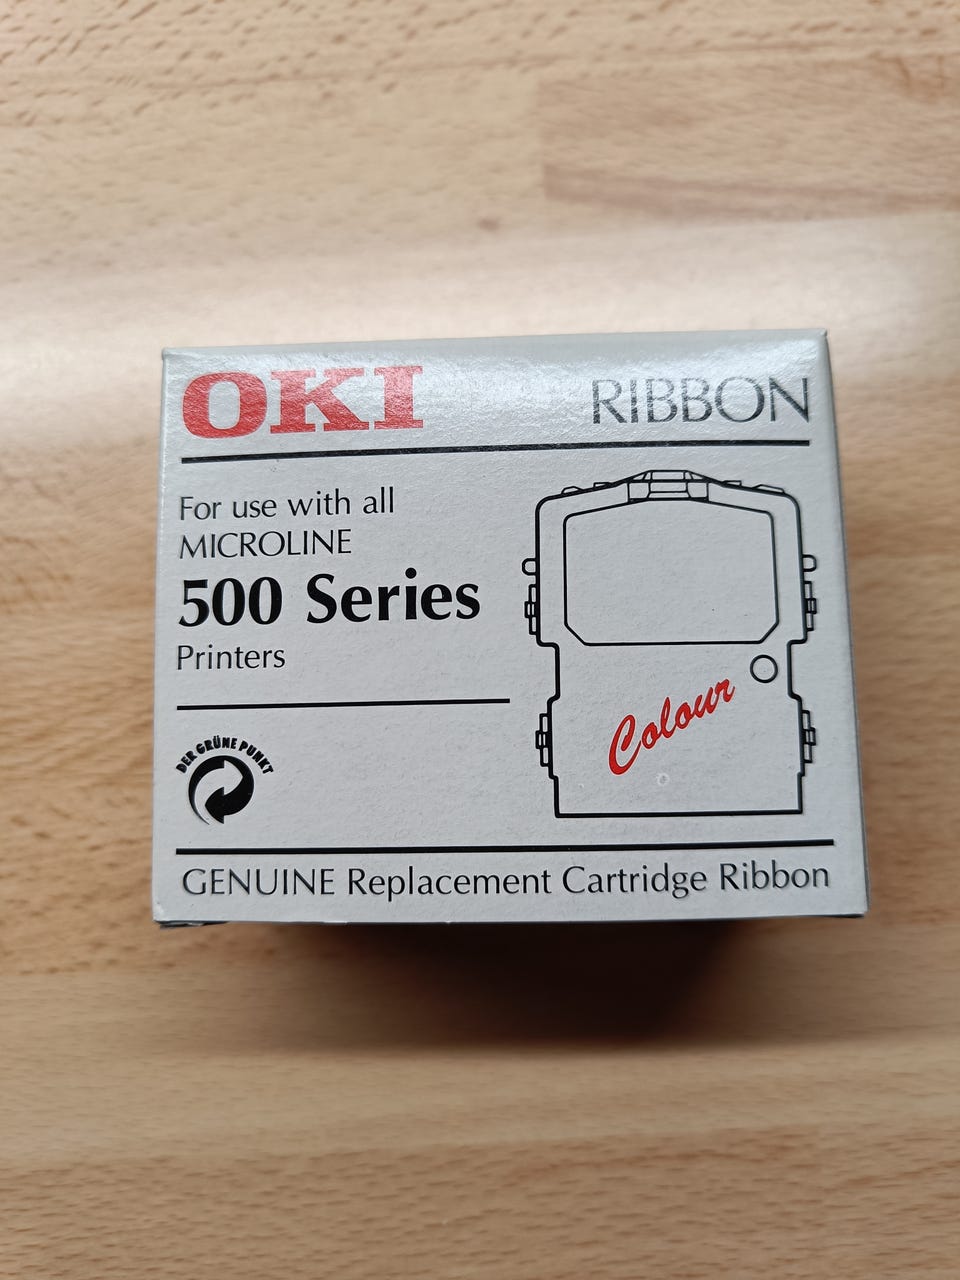 OKI RIBBON
For use with all
MICROLINE
500 Series
Printers
Colour
DER GRÜNE PUNKT
GENUINE Replacement Cartridge Ribbon